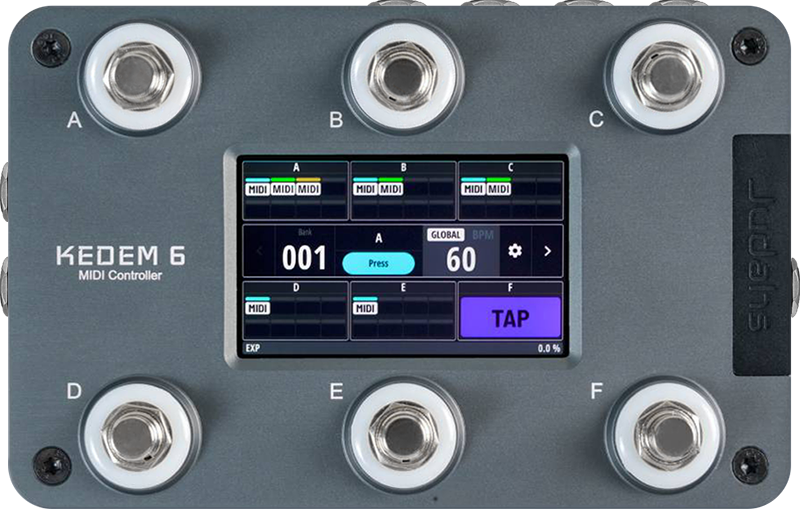 A
B
C
A
B
C
MIDI MIDI MIDI
MIDI MIDI
MIDI MIDI
KEDEM 6
MIDI Controller
Bank
001
A
Press
GLOBAL BPM
60
D
E
F
MIDI
MIDI
TAP
EXP
0.0 %
D
E
F